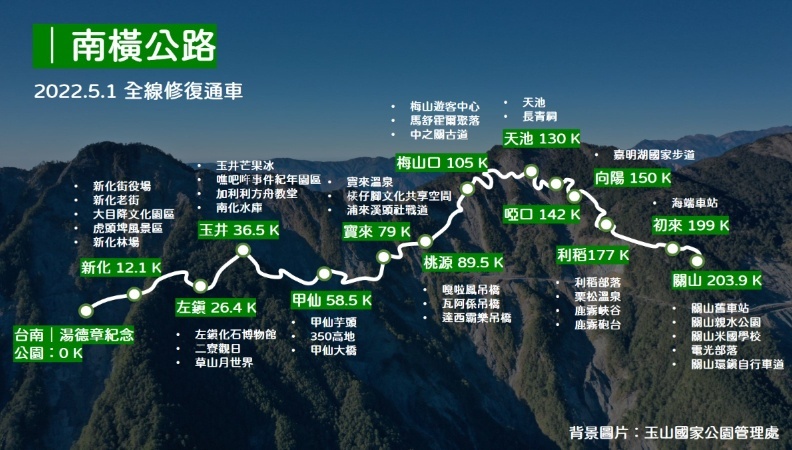 ｜南橫公路
2022.5.1 全線修復通車
台南｜湯德章紀念
公園：0 K
• 新化街役場
• 新化老街
• 大目降文化園區
• 虎頭埤風景區
• 新化林場
新化 12.1 K
左鎮 26.4 K
• 左鎮化石博物館
• 二寮觀日
• 草山月世界
• 玉井芒果冰
• 噍吧哖事件紀年園區
• 加利利方舟教堂
• 南化水庫
玉井 36.5 K
甲仙 58.5 K
• 甲仙芋頭
• 350高地
• 甲仙大橋
• 寶來溫泉
• 檨仔腳文化共享空間
• 浦來溪頭社戰道
寶來 79 K
桃源 89.5 K
• 嘎啦鳳吊橋
• 瓦阿係吊橋
• 達西霸樂吊橋
• 梅山遊客中心
• 馬舒霍爾聚落
• 中之關古道
梅山口 105 K
• 天池
• 長青祠
天池 130 K
啞口 142 K
• 嘉明湖國家步道
向陽 150 K
利稻177 K
• 利稻部落
• 栗松溫泉
• 鹿霧峽谷
• 鹿霧砲台
• 海端車站
初來 199 K
關山 203.9 K
• 關山舊車站
• 關山親水公園
• 關山米國學校
• 電光部落
• 關山環鎮自行車道
背景圖片：玉山國家公園管理處